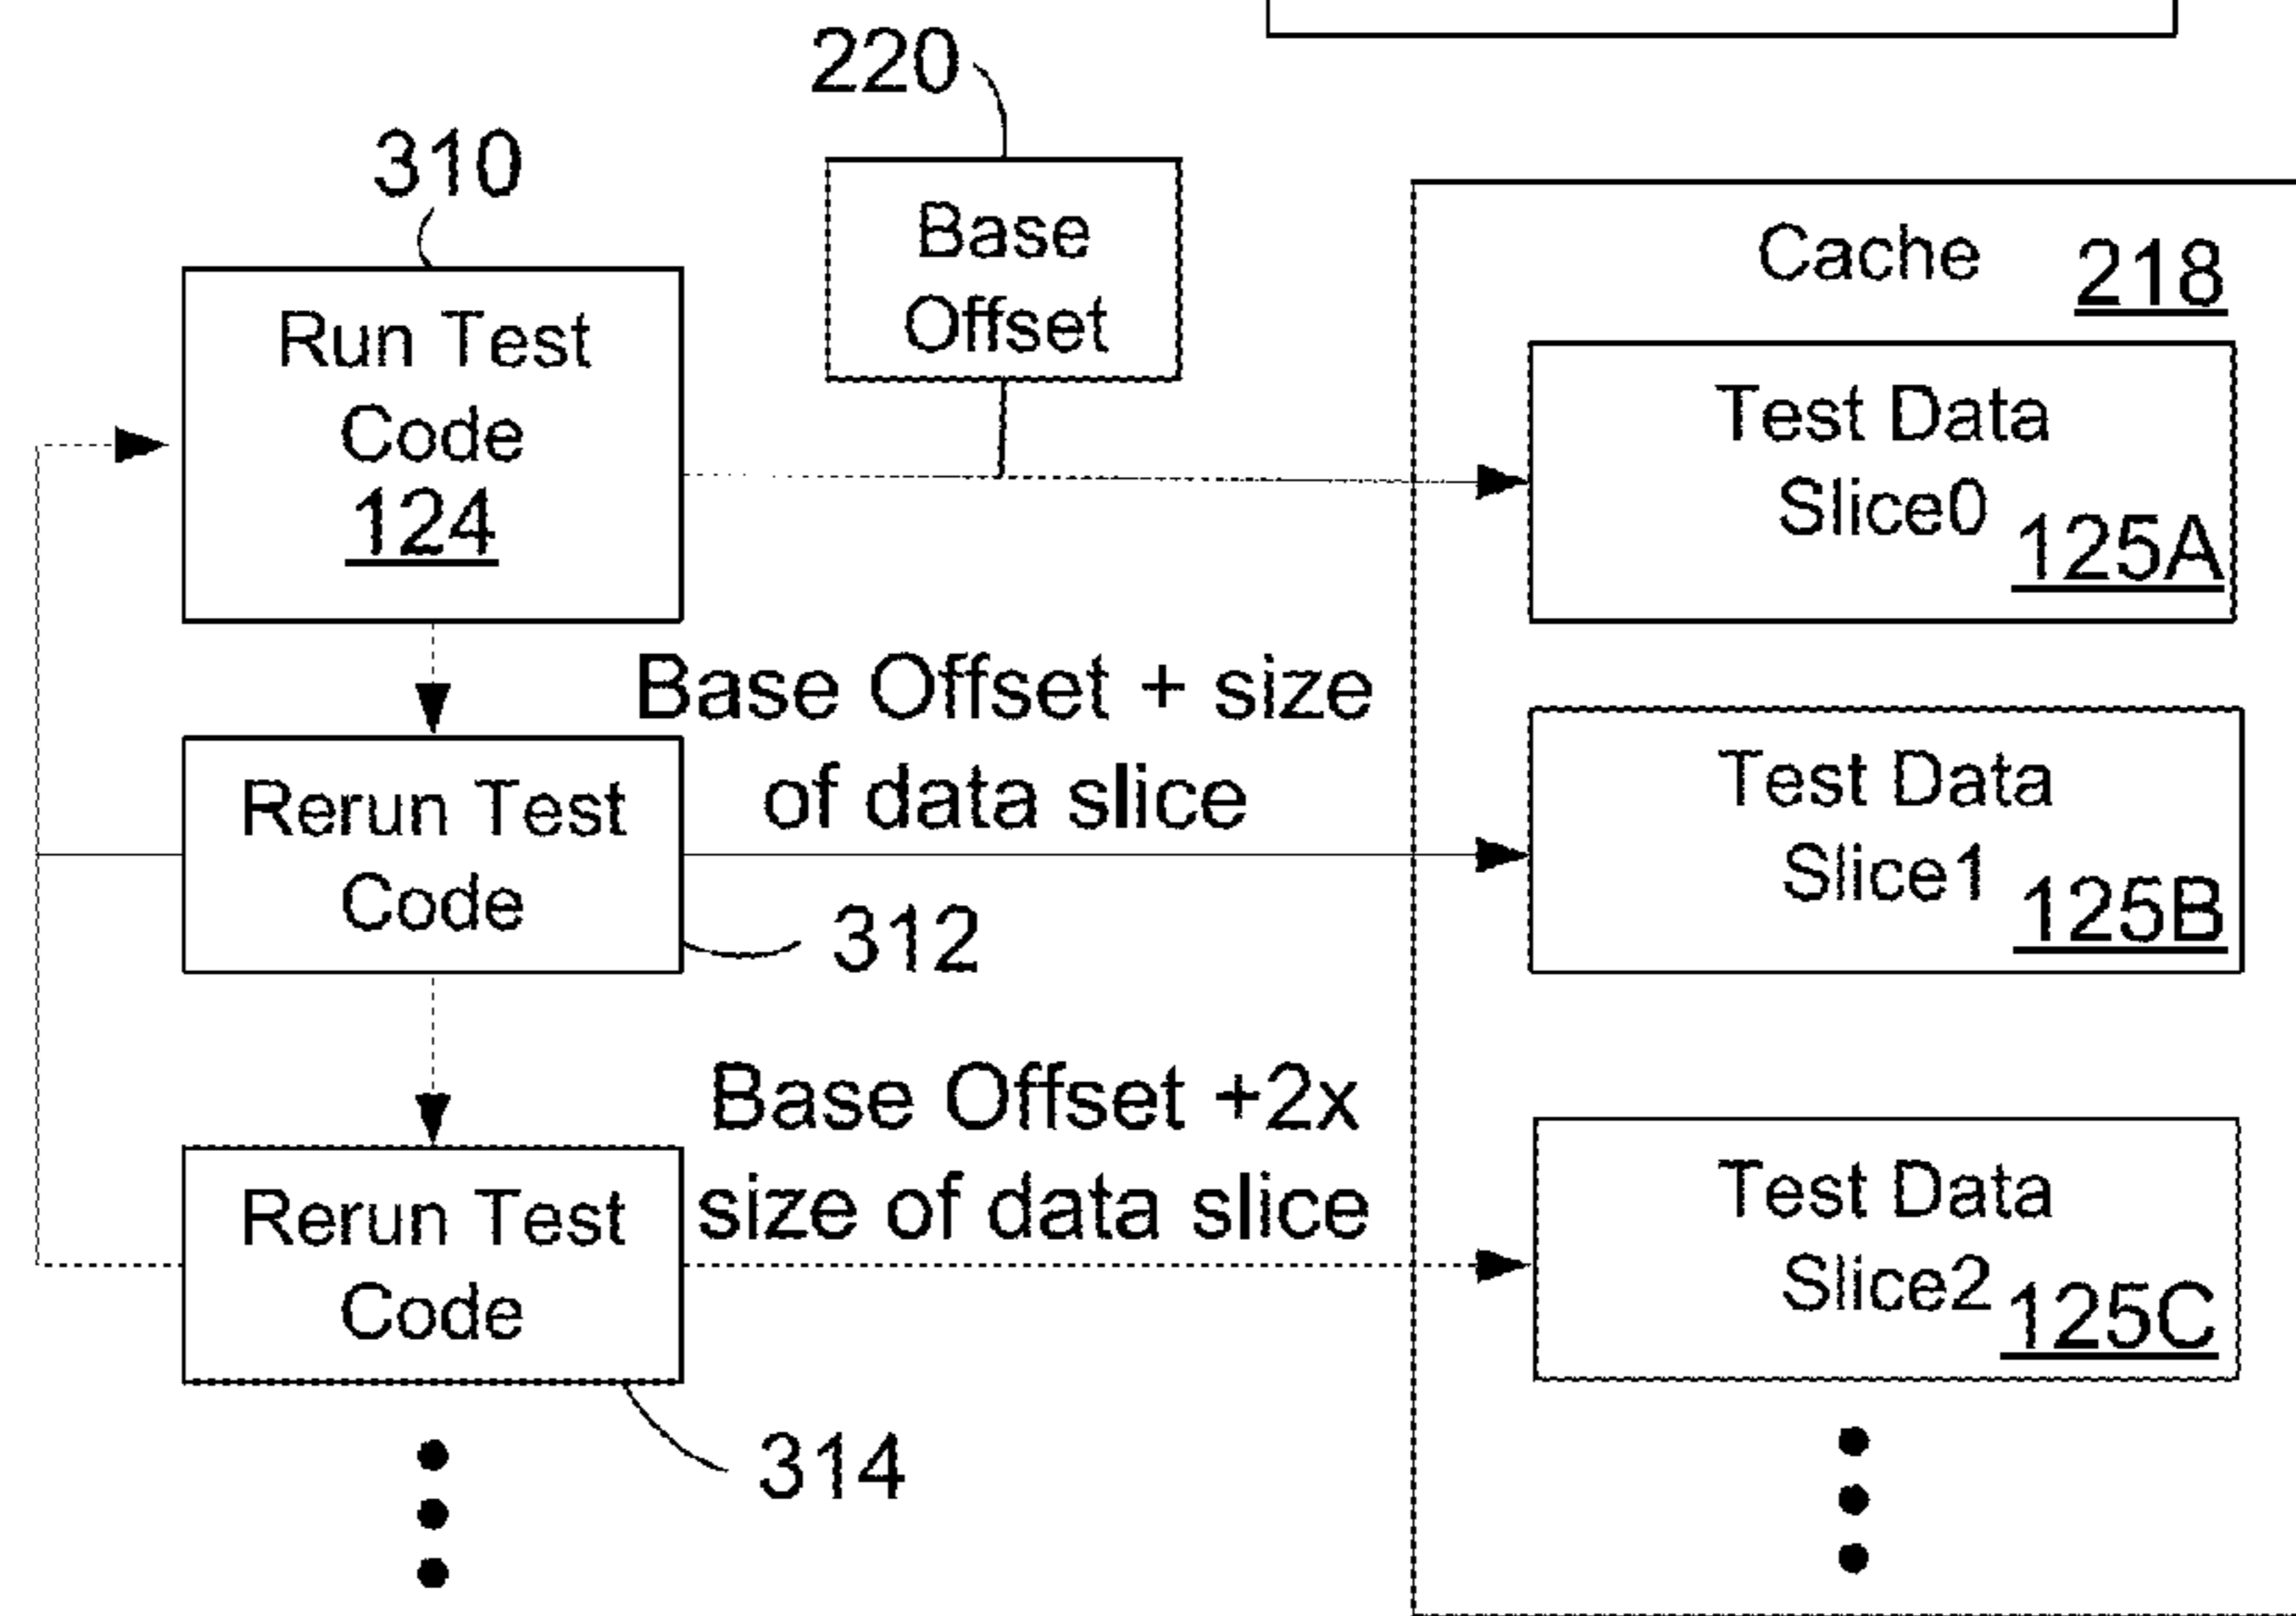 220
310
Base
Offset
Cache 218
Run Test
Code
124
Test Data
Slice0 125A
Base Offset + size
of data slice
Rerun Test
Code
312
Test Data
Slice1 125B
Base Offset +2x
size of data slice
Rerun Test
Code
314
Test Data
Slice2 125C